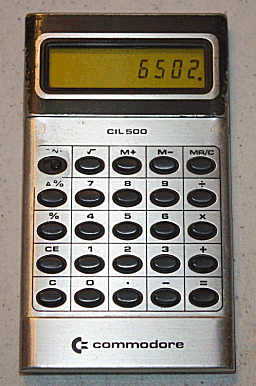 6502.
CIL500
√ M+ M− MR/C
Δ% 7 8 9 ÷
% 4 5 6 ×
CE 1 2 3 +
C 0 · − =
commodore